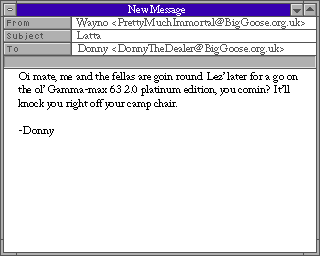 New Message
From Wayno <PrettyMuchImmortal@BigGoose.org.uk>
Subject Latta
To Donny <DonnyTheDealer@BigGoose.org.uk>
Oi mate, me and the fellas are goin round Lez' later for a go on
the ol' Gamma-max 63 2.0 platinum edition, you comin? It'll
knock you right off your camp chair.
-Donny